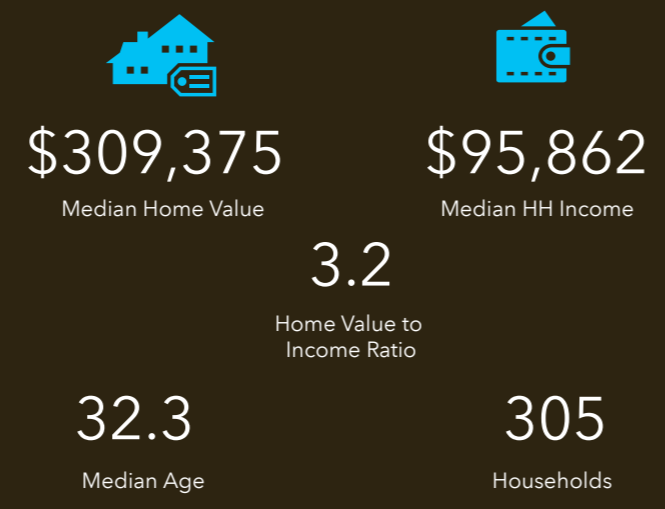 $309,375
$95,862
Median Home Value
Median HH Income
3.2
Home Value to
Income Ratio
32.3
305
Median Age
Households